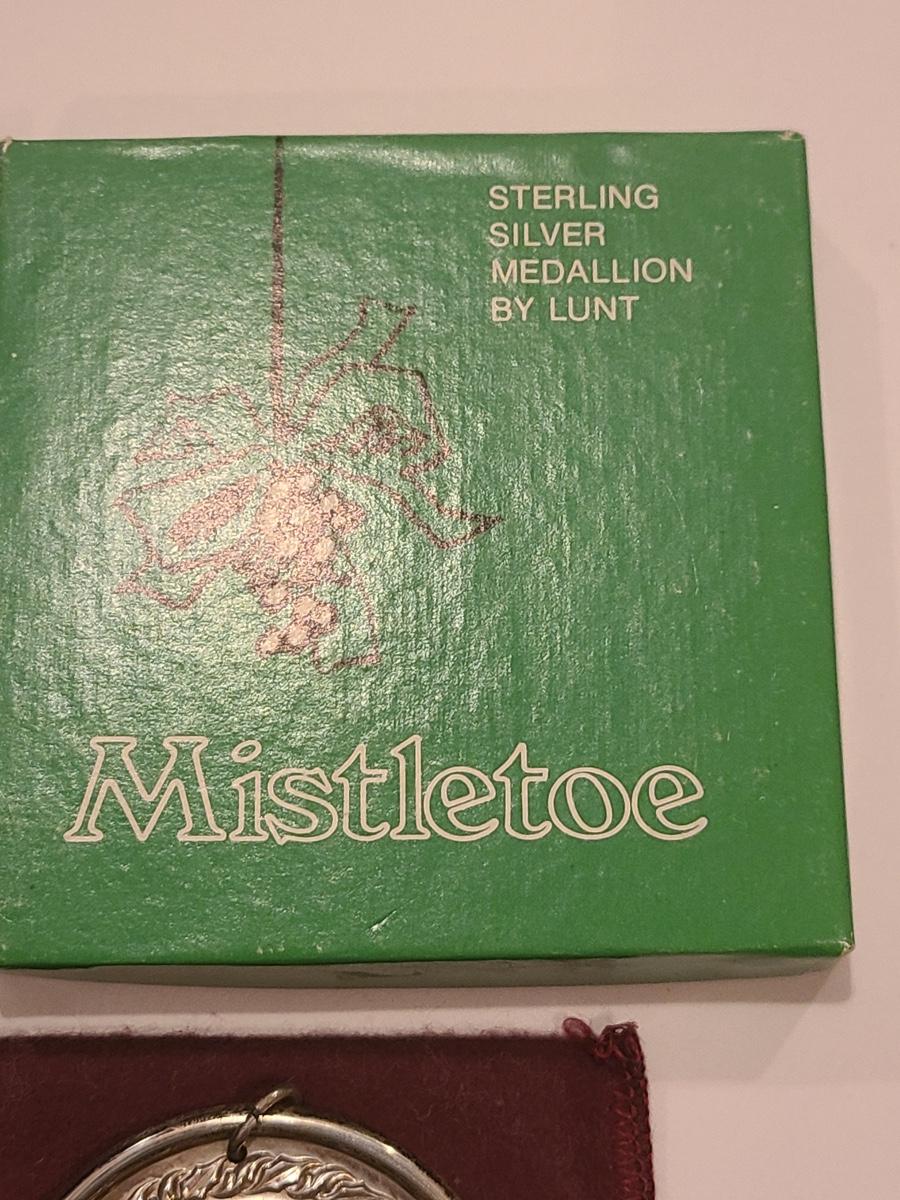 STERLING
SILVER
MEDALLION
BY LUNT
Mistletoe